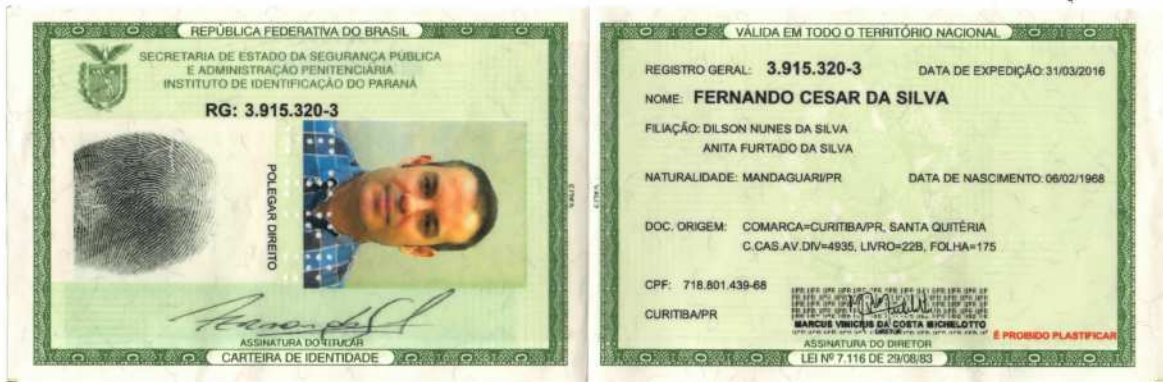 REPÚBLICA FEDERATIVA DO BRASIL
SECRETARIA DE ESTADO DA SEGURANÇA PÚBLICA
E ADMINISTRAÇÃO PENITENCIÁRIA
INSTITUTO DE IDENTIFICAÇÃO DO PARANÁ
RG: 3.915.320-3
POLEGAR DIREITO
ASSINATURA DO TITULAR
CARTEIRA DE IDENTIDADE
VÁLIDA EM TODO O TERRITÓRIO NACIONAL
REGISTRO GERAL: 3.915.320-3 DATA DE EXPEDIÇÃO: 31/03/2016
NOME: FERNANDO CESAR DA SILVA
FILIAÇÃO: DILSON NUNES DA SILVA
ANITA FURTADO DA SILVA
NATURALIDADE: MANDAGUARI/PR DATA DE NASCIMENTO: 06/02/1968
DOC. ORIGEM: COMARCA=CURITIBA/PR, SANTA QUITÉRIA
C.CAS.AV.DIV=4935, LIVRO=22B, FOLHA=175
CPF: 718.801.439-68
CURITIBA/PR
MARCUS VINICIUS DA COSTA MICHELOTTO
DIRETOR
É PROIBIDO PLASTIFICAR
ASSINATURA DO DIRETOR
LEI Nº 7.116 DE 29/08/83